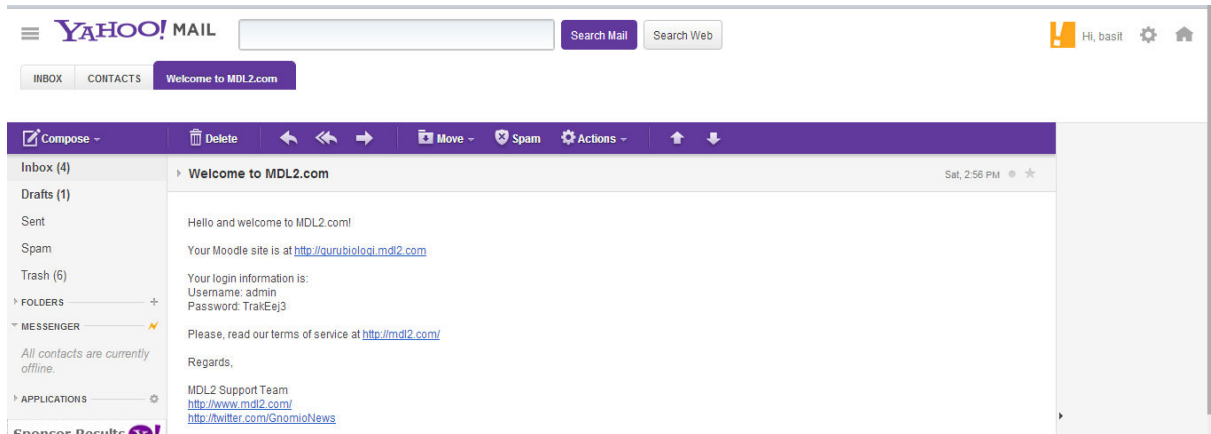 YAHOO! MAIL
Search Mail
Search Web
Hi, basit
INBOX
CONTACTS
Welcome to MDL2.com
Compose
Delete
Move
Spam
Actions
Inbox (4)
Drafts (1)
Sent
Spam
Trash (6)
FOLDERS
MESSENGER
All contacts are currently
offline.
APPLICATIONS
Sponsor Results Y!
Welcome to MDL2.com
Sat, 2:56 PM
Hello and welcome to MDL2.com!
Your Moodle site is at http://gurubiologi.mdl2.com
Your login information is:
Username: admin
Password: TrakEej3
Please, read our terms of service at http://mdl2.com/
Regards,
MDL2 Support Team
http://www.mdl2.com/
http://twitter.com/GnomioNews